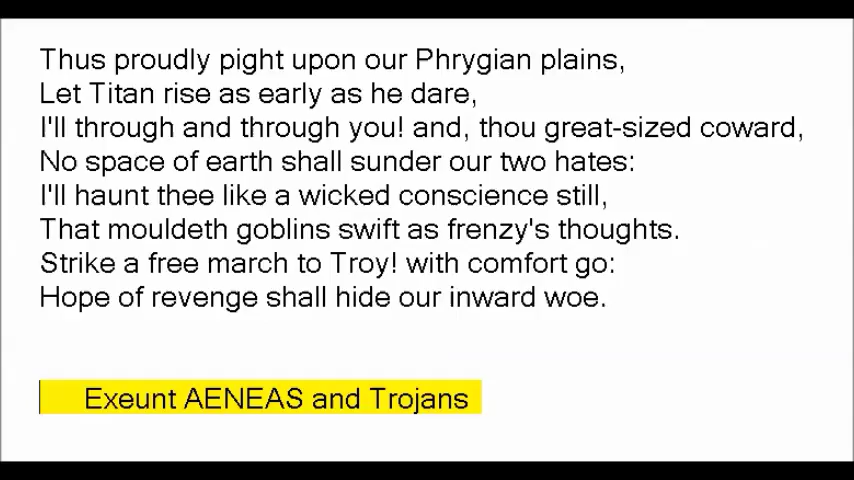 Thus proudly pight upon our Phrygian plains,
Let Titan rise as early as he dare,
I'll through and through you! and, thou great-sized coward,
No space of earth shall sunder our two hates:
I'll haunt thee like a wicked conscience still,
That mouldeth goblins swift as frenzy's thoughts.
Strike a free march to Troy! with comfort go:
Hope of revenge shall hide our inward woe.
Exeunt AENEAS and Trojans